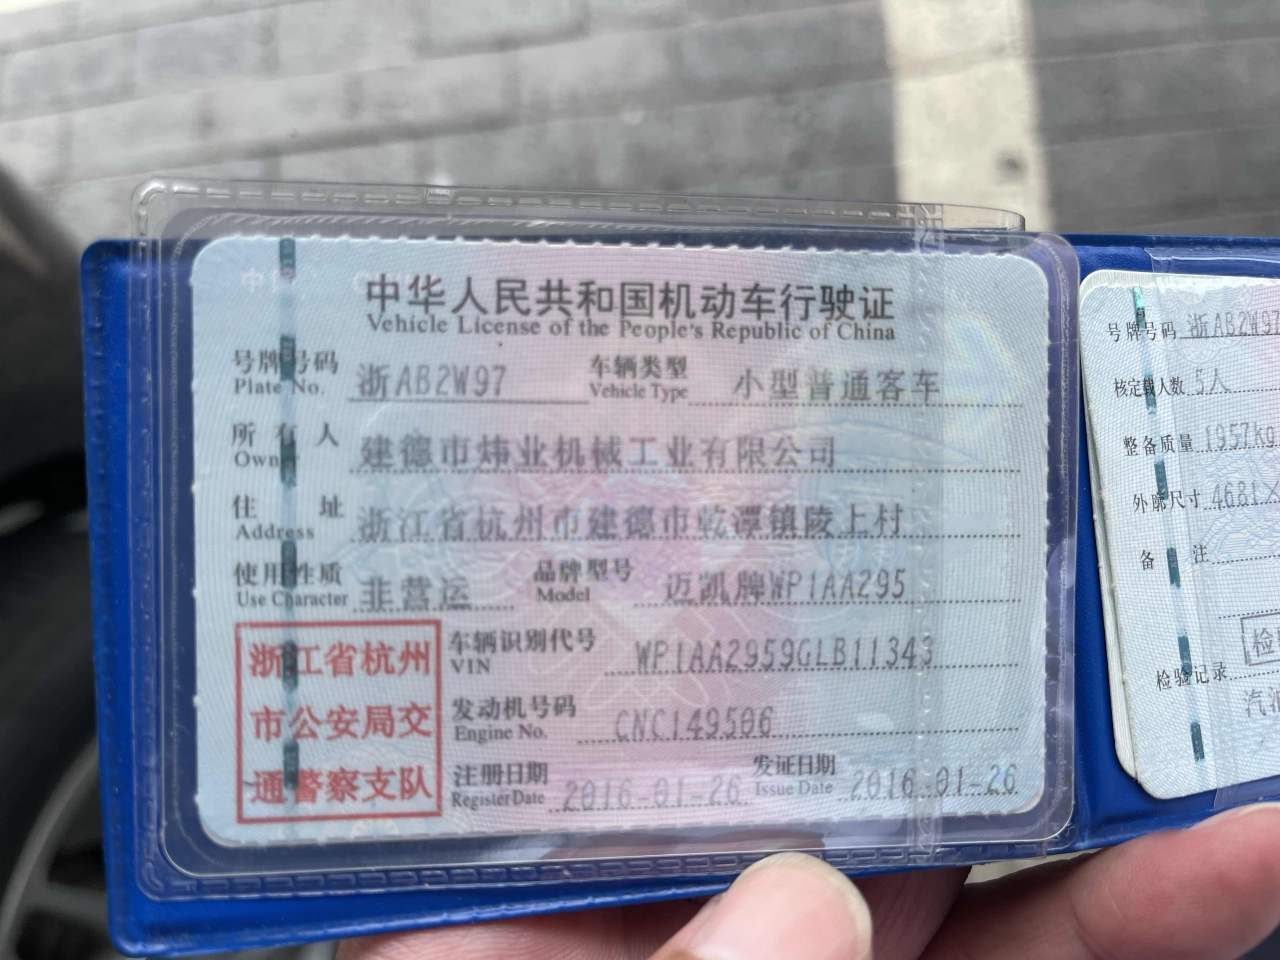 中华人民共和国机动车行驶证
Vehicle License of the People's Republic of China
号牌号码 浙AB2W97 车辆类型 小型普通客车
Plate No. Vehicle Type
所有人 建德市炜业机械工业有限公司
Owner
住址 浙江省杭州市建德市乾潭镇陵上村
Address
使用性质 非营运 品牌型号 迈凯牌WP1AA295
Use Character Model
浙江省杭州
市公安局交
通警察支队
车辆识别代号 WP1AA2959GLB11343
VIN
发动机号码 CNC149506
Engine No.
注册日期 2016-01-26 发证日期 2016-01-26
Register Date Issue Date
号牌号码 浙AB2W97
核定载人数 5人
整备质量 1957kg
外廓尺寸 4681X
备注
检
检验记录
汽油